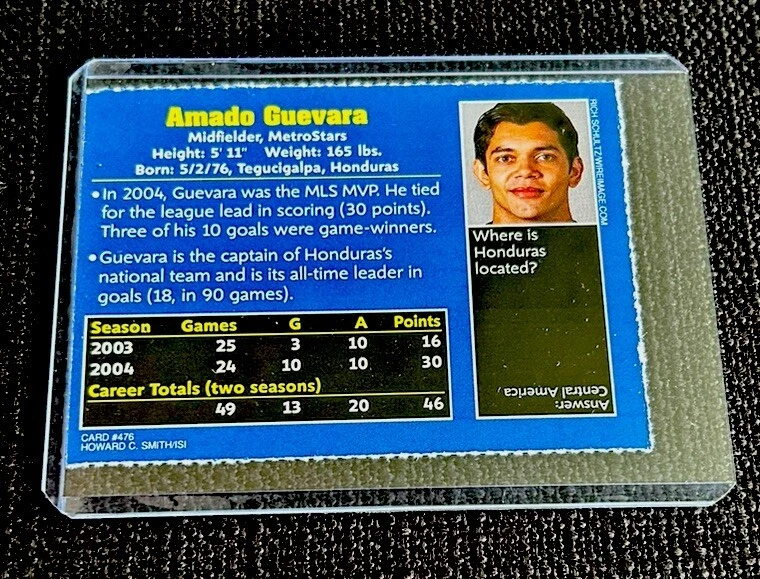 Amado Guevara
Midfielder, MetroStars
Height: 5' 11" Weight: 165 lbs.
Born: 5/2/76, Tegucigalpa, Honduras
• In 2004, Guevara was the MLS MVP. He tied
for the league lead in scoring (30 points).
Three of his 10 goals were game-winners.
• Guevara is the captain of Honduras's
national team and is its all-time leader in
goals (18, in 90 games).
Season Games G A Points
2003 25 3 10 16
2004 24 10 10 30
Career Totals (two seasons)
49 13 20 46
CARD #476
HOWARD C. SMITH/ISI
RICH SCHULTZ/WIREIMAGE.COM
Where is
Honduras
located?
Answer:
Central America